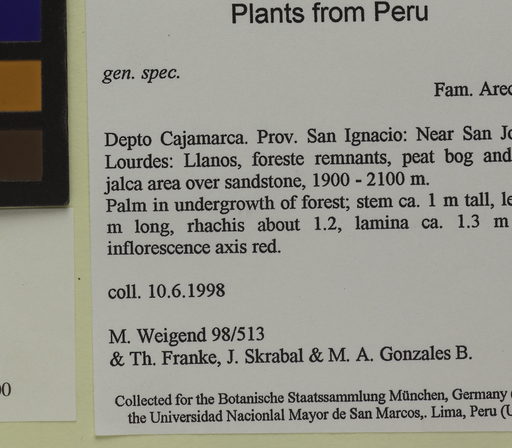 Plants from Peru
gen. spec.
Fam. Arec
Depto Cajamarca. Prov. San Ignacio: Near San Jo
Lourdes: Llanos, foreste remnants, peat bog and
jalca area over sandstone, 1900 - 2100 m.
Palm in undergrowth of forest; stem ca. 1 m tall, le
m long, rhachis about 1.2, lamina ca. 1.3 m
inflorescence axis red.
coll. 10.6.1998
M. Weigend 98/513
& Th. Franke, J. Skrabal & M. A. Gonzales B.
Collected for the Botanische Staatssammlung München, Germany (
the Universidad Nacionlal Mayor de San Marcos,. Lima, Peru (U